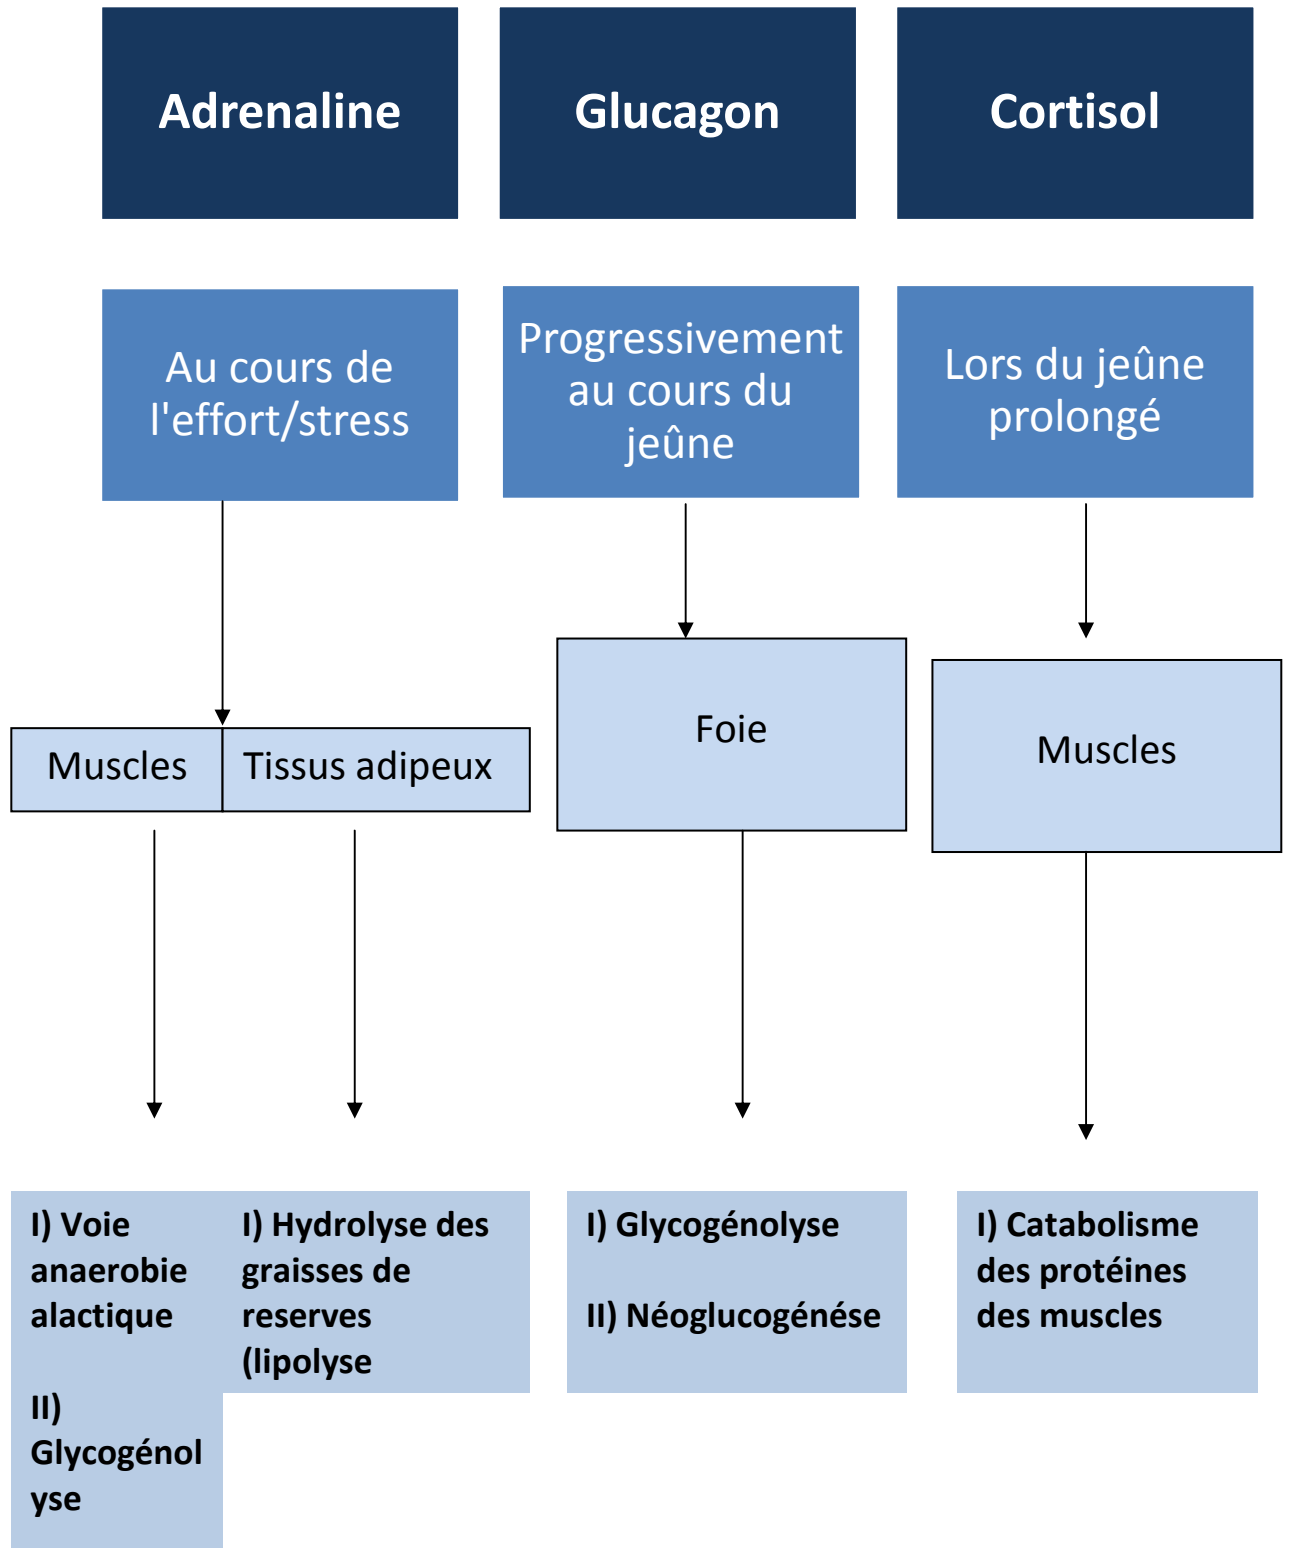 Adrenaline
Glucagon
Cortisol
Au cours de
l'effort/stress
Progressivement
au cours du
jeûne
Lors du jeûne
prolongé
Muscles
Tissus adipeux
Foie
Muscles
I) Voie
anaerobie
alactique
II)
Glycogénol
yse
I) Hydrolyse des
graisses de
reserves
(lipolyse
I) Glycogénolyse
II) Néoglucogénése
I) Catabolisme
des protéines
des muscles